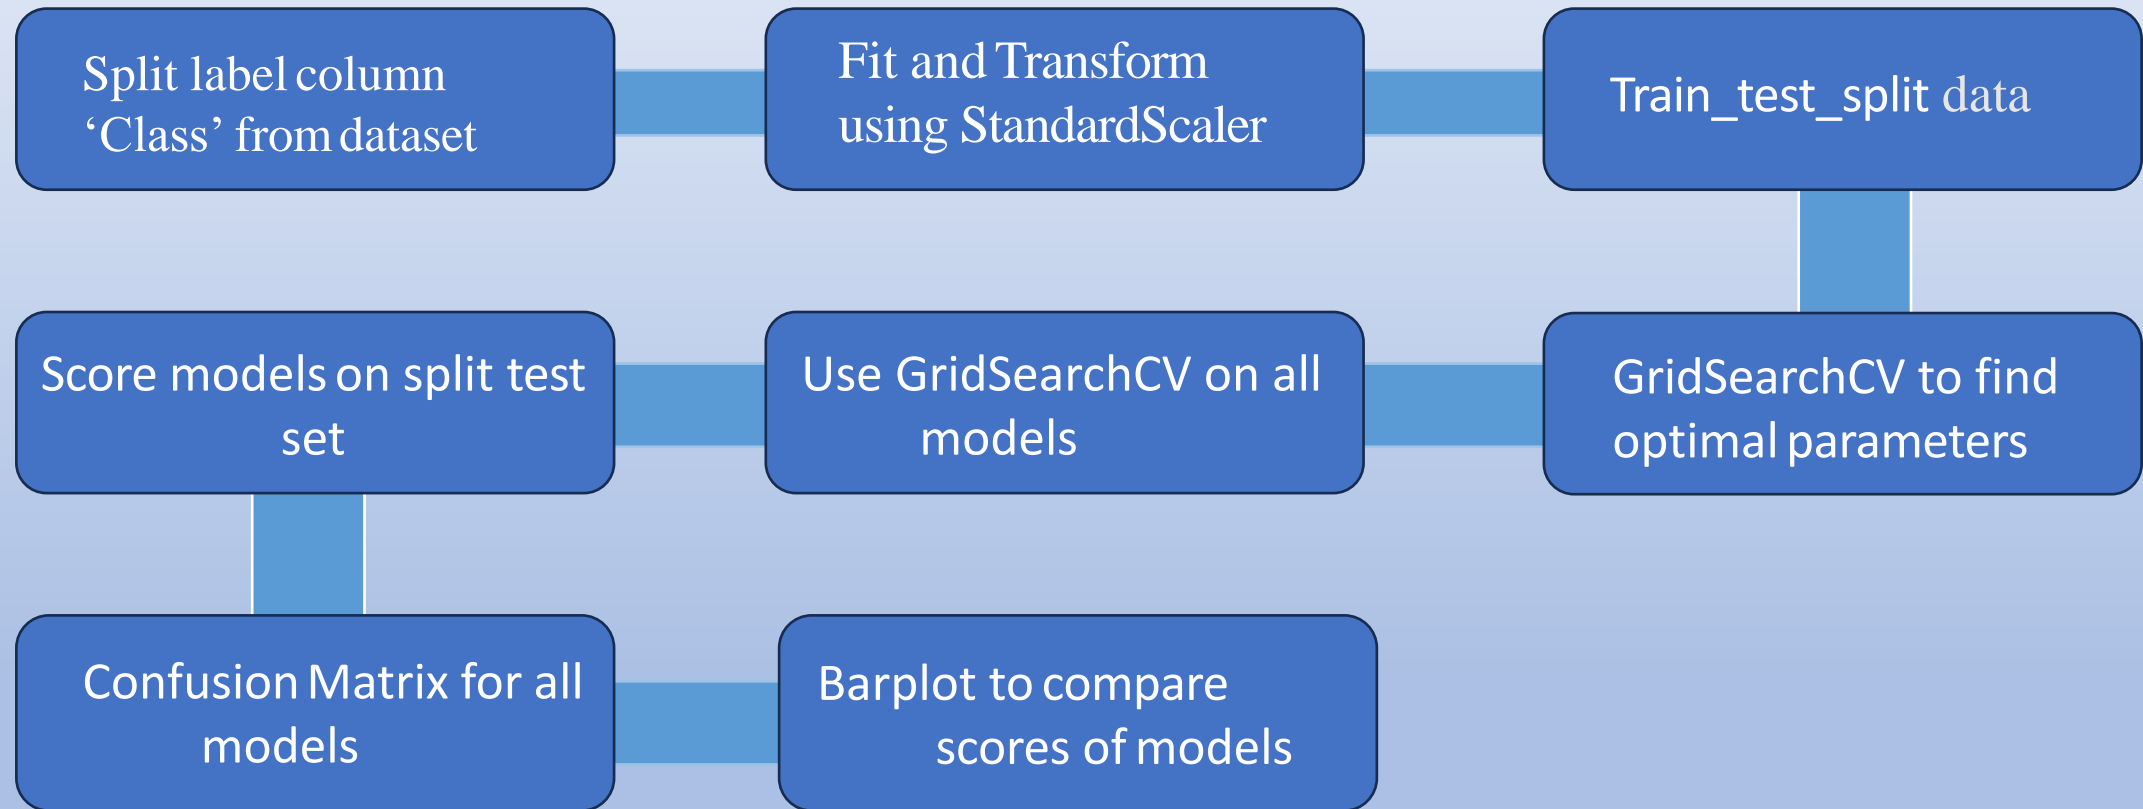 Split label column
‘Class’ from dataset
Fit and Transform
using StandardScaler
Train_test_split data
GridSearchCV to find
optimal parameters
Use GridSearchCV on all
models
Score models on split test
set
Confusion Matrix for all
models
Barplot to compare
scores of models